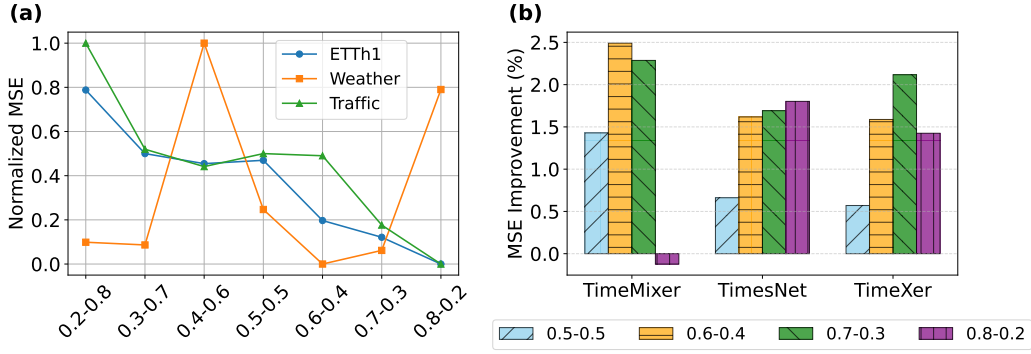 (a)
Normalized MSE
1.0
0.8
0.6
0.4
0.2
0.0
ETTh1
Weather
Traffic
0.2-0.8
0.3-0.7
0.4-0.6
0.5-0.5
0.6-0.4
0.7-0.3
0.8-0.2
(b)
MSE Improvement (%)
2.5
2.0
1.5
1.0
0.5
0.0
TimeMixer
TimesNet
TimeXer
0.5-0.5
0.6-0.4
0.7-0.3
0.8-0.2